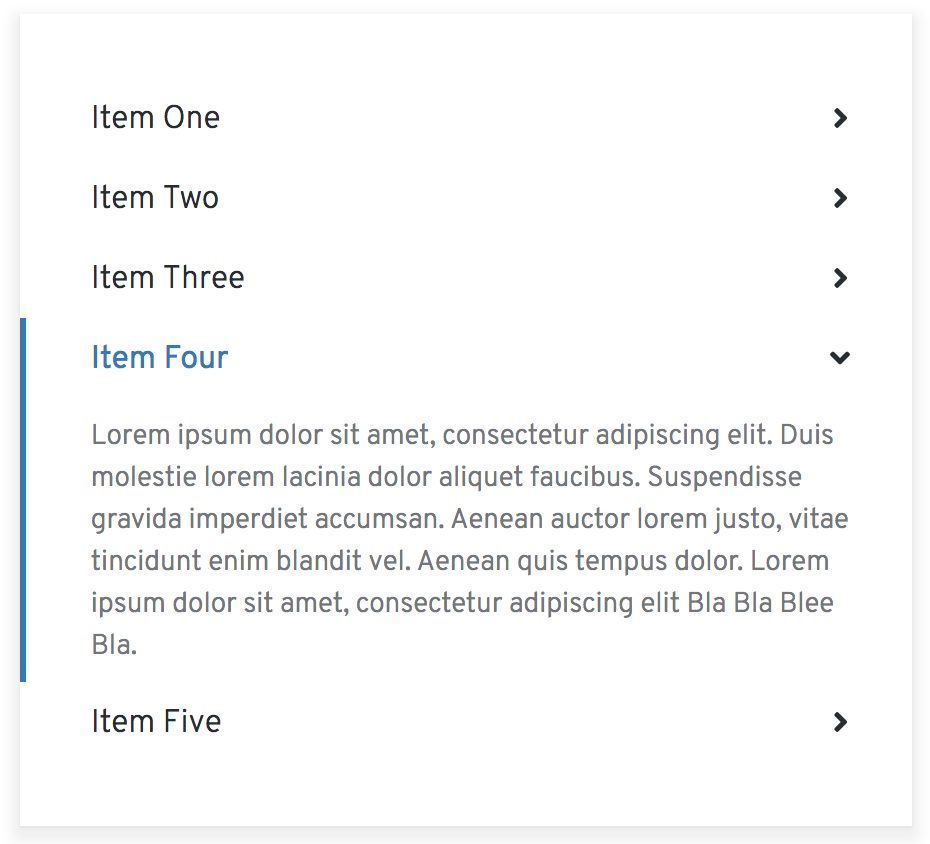 Item One
Item Two
Item Three
Item Four
Lorem ipsum dolor sit amet, consectetur adipiscing elit. Duis
molestie lorem lacinia dolor aliquet faucibus. Suspendisse
gravida imperdiet accumsan. Aenean auctor lorem justo, vitae
tincidunt enim blandit vel. Aenean quis tempus dolor. Lorem
ipsum dolor sit amet, consectetur adipiscing elit Bla Bla Blee
Bla.
Item Five